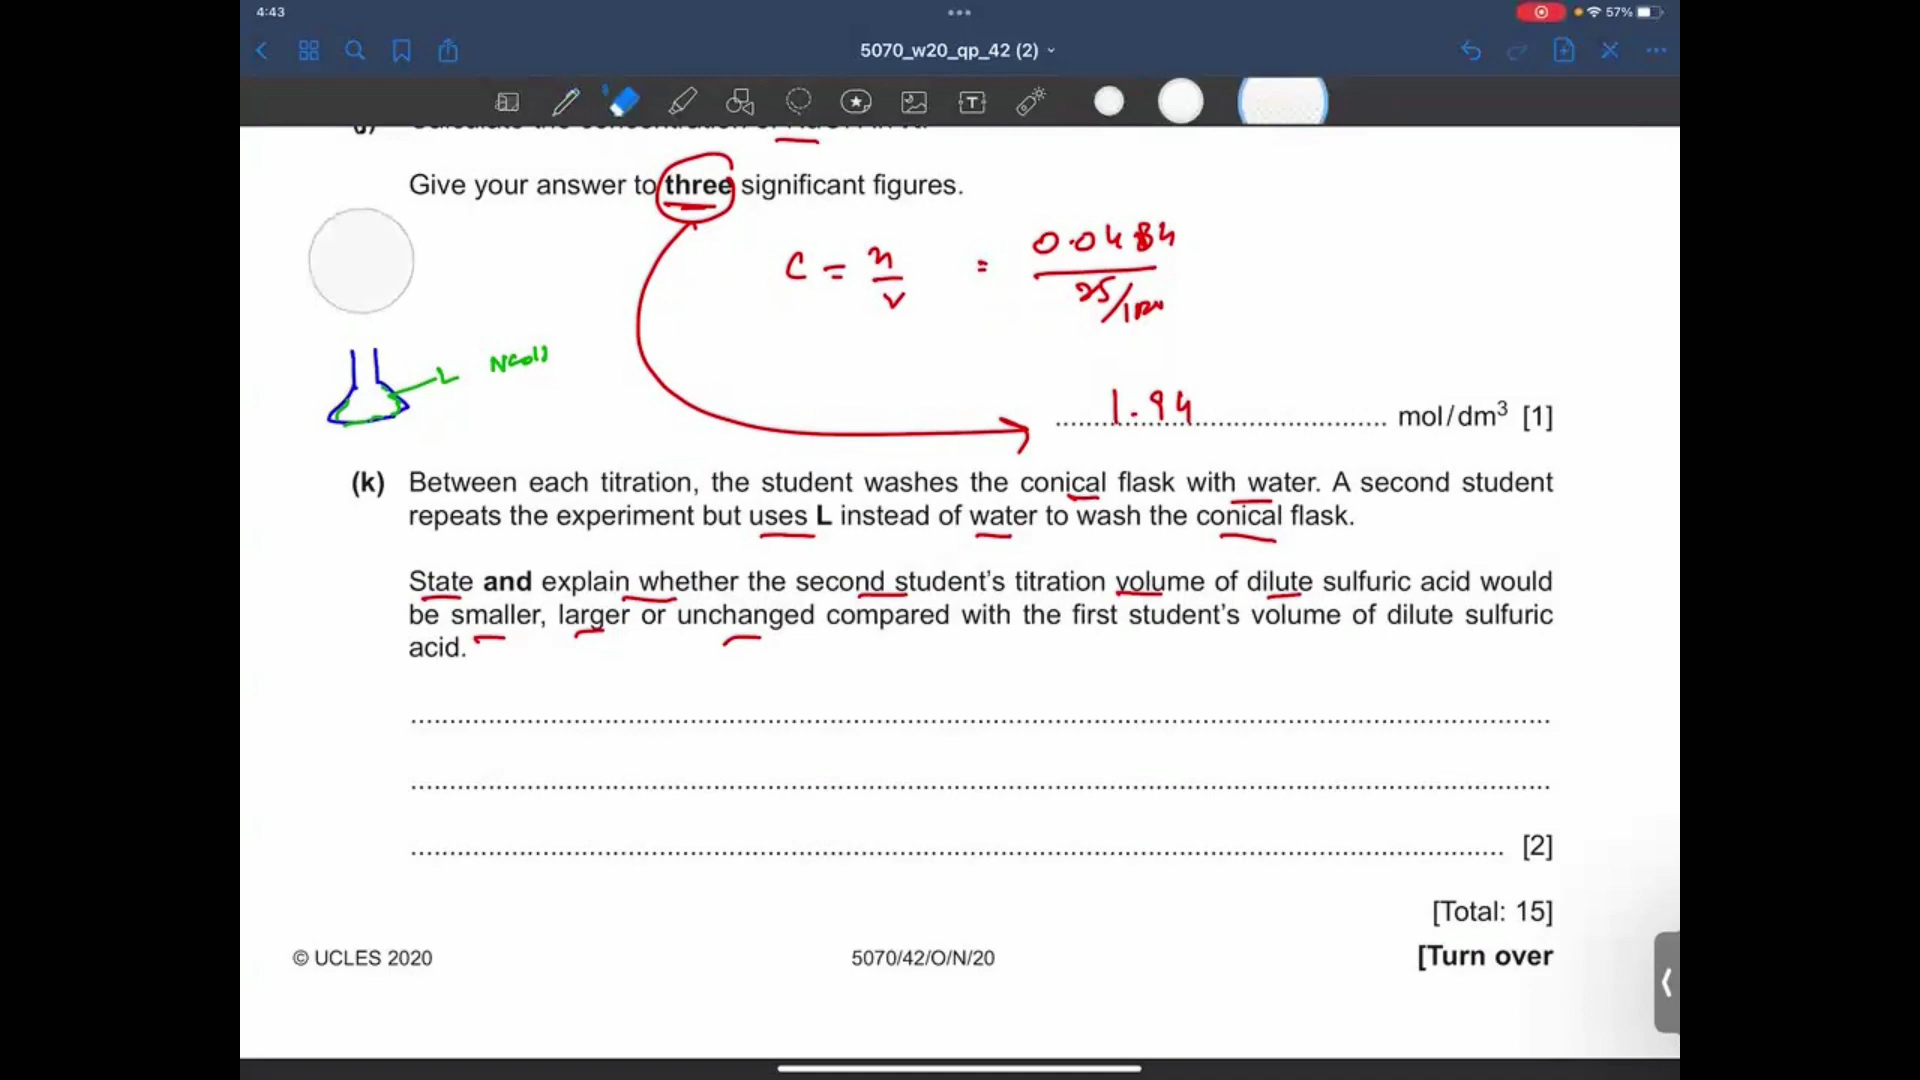 4:43
57%
5070_w20_qp_42 (2)
Give your answer to three significant figures.
C = n/v = 0.0484 / 25/1000
L NaOH
1.94 mol/dm³ [1]
(k) Between each titration, the student washes the conical flask with water. A second student
repeats the experiment but uses L instead of water to wash the conical flask.
State and explain whether the second student's titration volume of dilute sulfuric acid would
be smaller, larger or unchanged compared with the first student's volume of dilute sulfuric
acid.
[2]
[Total: 15]
© UCLES 2020
5070/42/O/N/20
[Turn over